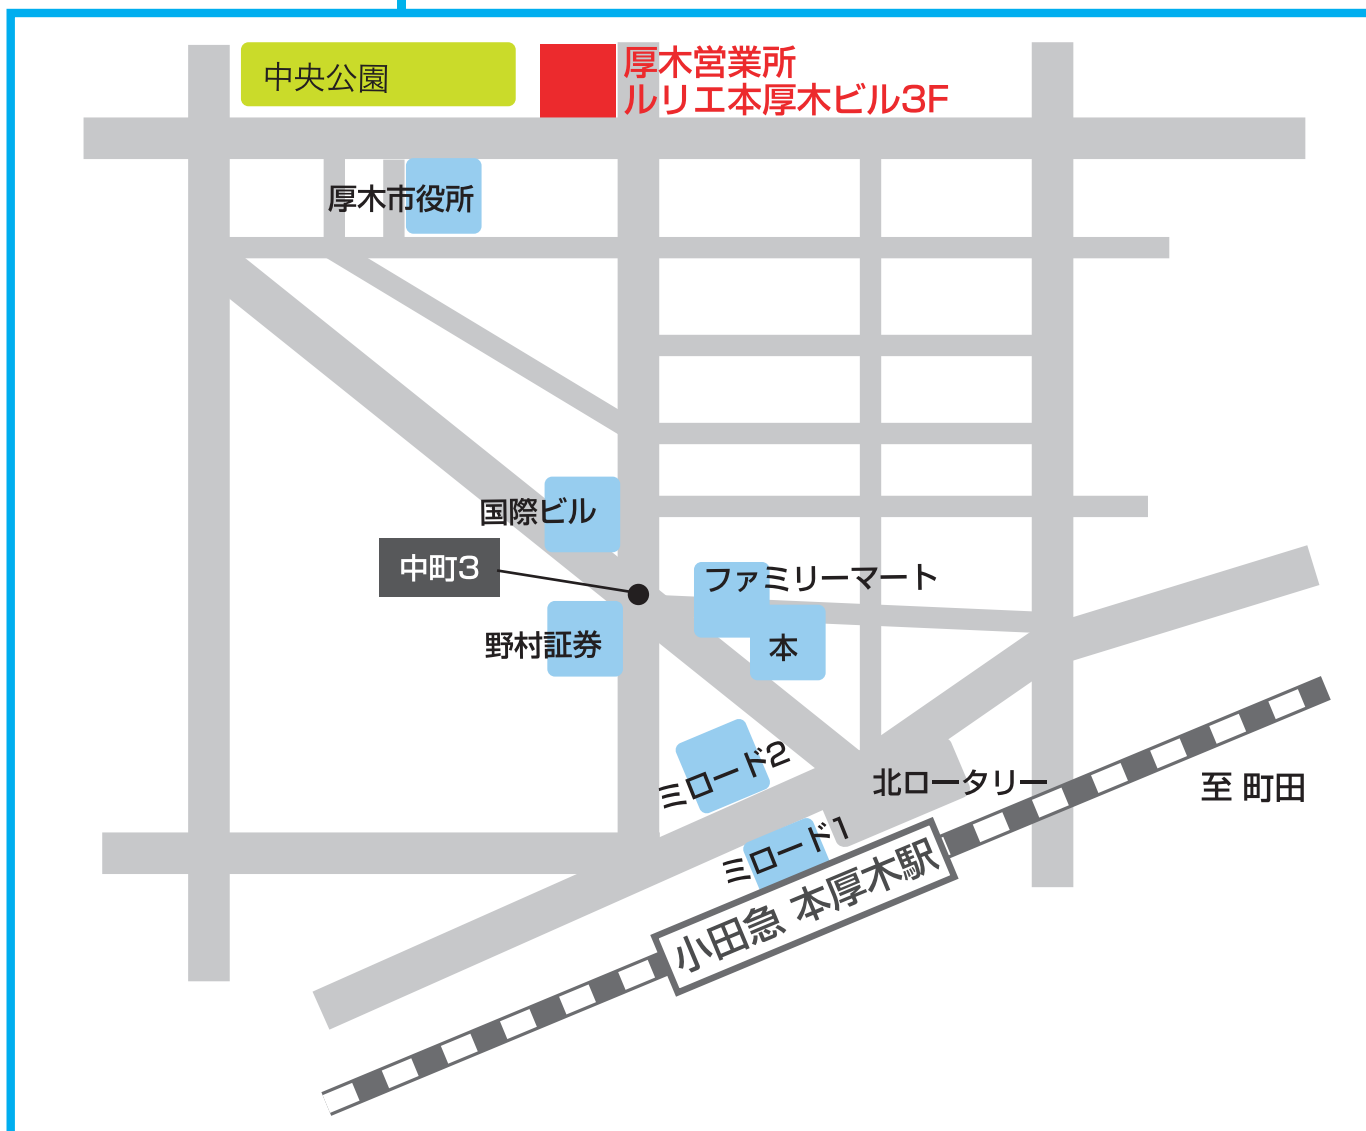 中央公園
厚木営業所
ルリエ本厚木ビル3F
厚木市役所
国際ビル
中町3
ファミリーマート
野村証券
本
ミロード2
北ロータリー
至 町田
ミロード1
小田急 本厚木駅